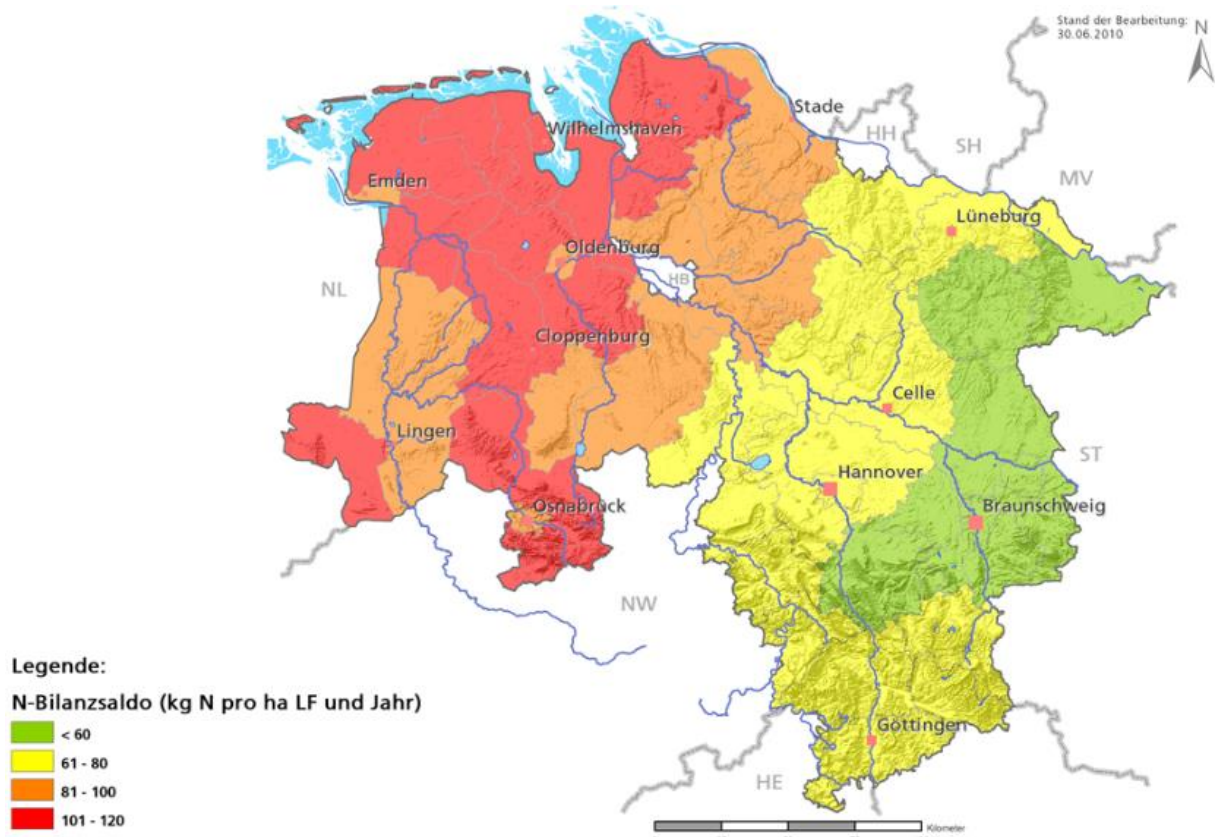 Stand der Bearbeitung:
30.06.2010
N
Stade
HH
SH
Wilhelmshaven
MV
Emden
Lüneburg
Oldenburg
HB
NL
Cloppenburg
Celle
Lingen
ST
Hannover
Osnabrück
Braunschweig
NW
Legende:
N-Bilanzsaldo (kg N pro ha LF und Jahr)
< 60
61 - 80
81 - 100
101 - 120
Göttingen
HE
Kilometer